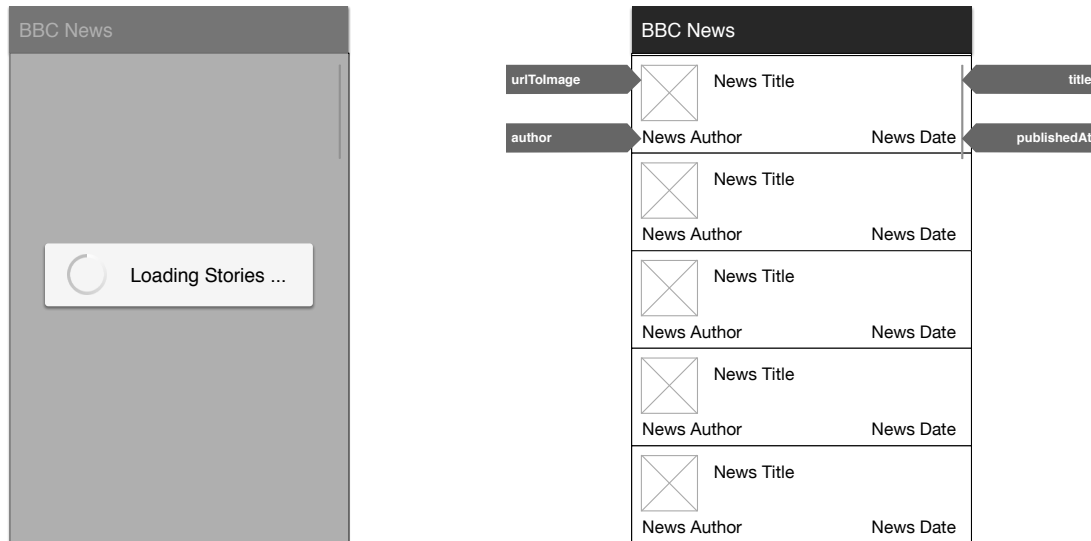 BBC News
Loading Stories ...
BBC News
urlToImage
News Title
title
author
News Author
News Date
publishedAt
News Title
News Author
News Date
News Title
News Author
News Date
News Title
News Author
News Date
News Title
News Author
News Date